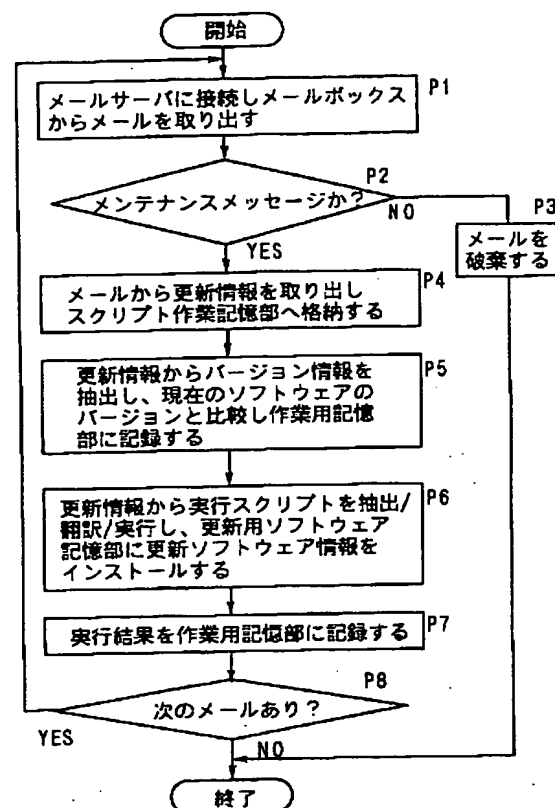 開始
P1
メールサーバに接続しメールボックス
からメールを取り出す
P2
メンテナンスメッセージか?
NO
P3
メールを
破棄する
YES
P4
メールから更新情報を取り出し
スクリプト作業記憶部へ格納する
P5
更新情報からバージョン情報を
抽出し、現在のソフトウェアの
バージョンと比較し作業用記憶
部に記録する
P6
更新情報から実行スクリプトを抽出/
翻訳/実行し、更新用ソフトウェア
記憶部に更新ソフトウェア情報を
インストールする
P7
実行結果を作業用記憶部に記録する
P8
次のメールあり?
YES
NO
終了